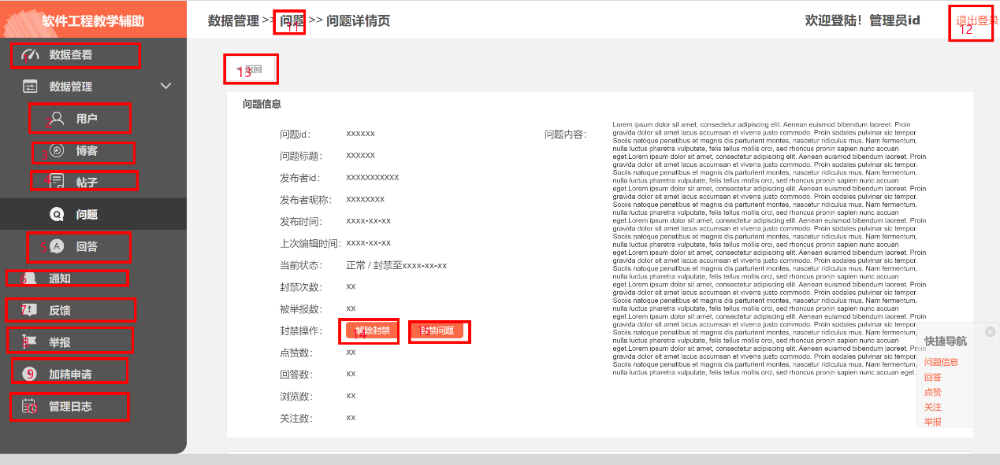 软件工程教学辅助
数据管理 >> 问题 >> 问题详情页
欢迎登陆！管理员id
退出登录
11
12
1 数据查看
数据管理
2 用户
3 博客
4 帖子
问题
5 回答
6 通知
7 反馈
8 举报
9 加精申请
10 管理日志
13 返回
问题信息
问题id： xxxxxx
问题标题： xxxxxx
发布者id： xxxxxxxxxxx
发布者昵称： xxxxxxxx
发布时间： xxxx-xx-xx
上次编辑时间： xxxx-xx-xx
当前状态： 正常 / 封禁至xxxx-xx-xx
封禁次数： xx
被举报数： xx
封禁操作： 解除封禁 封禁问题
14
15
点赞数： xx
回答数： xx
浏览数： xx
关注数： xx
问题内容：
Lorem ipsum dolor sit amet, consectetur adipiscing elit. Aenean euismod bibendum laoreet. Proin
gravida dolor sit amet lacus accumsan et viverra justo commodo. Proin sodales pulvinar sic tempor.
Sociis natoque penatibus et magnis dis parturient montes, nascetur ridiculus mus. Nam fermentum,
nulla luctus pharetra vulputate, felis tellus mollis orci, sed rhoncus pronin sapien nunc accuan
eget.Lorem ipsum dolor sit amet, consectetur adipiscing elit. Aenean euismod bibendum laoreet. Proin
gravida dolor sit amet lacus accumsan et viverra justo commodo. Proin sodales pulvinar sic tempor.
Sociis natoque penatibus et magnis dis parturient montes, nascetur ridiculus mus. Nam fermentum,
nulla luctus pharetra vulputate, felis tellus mollis orci, sed rhoncus pronin sapien nunc accuan
eget.Lorem ipsum dolor sit amet, consectetur adipiscing elit. Aenean euismod bibendum laoreet. Proin
gravida dolor sit amet lacus accumsan et viverra justo commodo. Proin sodales pulvinar sic tempor.
Sociis natoque penatibus et magnis dis parturient montes, nascetur ridiculus mus. Nam fermentum,
nulla luctus pharetra vulputate, felis tellus mollis orci, sed rhoncus pronin sapien nunc accuan
eget.Lorem ipsum dolor sit amet, consectetur adipiscing elit. Aenean euismod bibendum laoreet. Proin
gravida dolor sit amet lacus accumsan et viverra justo commodo. Proin sodales pulvinar sic tempor.
Sociis natoque penatibus et magnis dis parturient montes, nascetur ridiculus mus. Nam fermentum,
nulla luctus pharetra vulputate, felis tellus mollis orci, sed rhoncus pronin sapien nunc accuan
eget.Lorem ipsum dolor sit amet, consectetur adipiscing elit. Aenean euismod bibendum laoreet. Proin
gravida dolor sit amet lacus accumsan et viverra justo commodo. Proin sodales pulvinar sic tempor.
Sociis natoque penatibus et magnis dis parturient montes, nascetur ridiculus mus. Nam fermentum,
nulla luctus pharetra vulputate, felis tellus mollis orci, sed rhoncus pronin sapien nunc accuan
eget.Lorem ipsum dolor sit amet, consectetur adipiscing elit. Aenean euismod bibendum laoreet. Proin
gravida dolor sit amet lacus accumsan et viverra justo commodo. Proin sodales pulvinar sic tempor.
Sociis natoque penatibus et magnis dis parturient montes, nascetur ridiculus mus. Nam fermentum,
nulla luctus pharetra vulputate, felis tellus mollis orci, sed rhoncus pronin sapien nunc accuan
eget.Lorem ipsum dolor sit amet, consectetur adipiscing elit. Aenean euismod bibendum laoreet. Proin
gravida dolor sit amet lacus accumsan et viverra justo commodo. Proin sodales pulvinar sic tempor.
Sociis natoque penatibus et magnis dis parturient montes, nascetur ridiculus mus. Nam fermentum,
nulla luctus pharetra vulputate, felis tellus mollis orci, sed rhoncus pronin sapien nunc accuan
eget.Lorem ipsum dolor sit amet, consectetur adipiscing elit. Aenean euismod bibendum laoreet. Proin
gravida dolor sit amet lacus accumsan et viverra justo commodo. Proin sodales pulvinar sic tempor.
Sociis natoque penatibus et magnis dis parturient montes, nascetur ridiculus mus. Nam fermentum,
nulla luctus pharetra vulputate, felis tellus mollis orci, sed rhoncus pronin sapien nunc accuan eget.
快捷导航
问题信息
回答
点赞
关注
举报